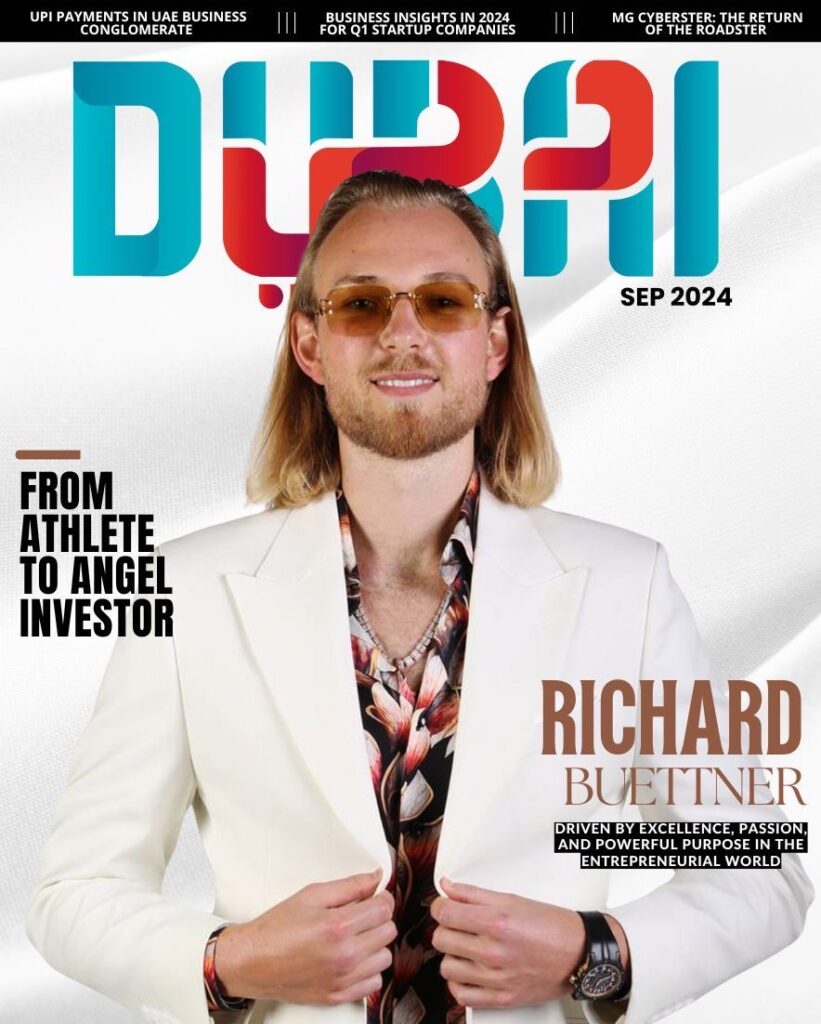 UPI PAYMENTS IN UAE BUSINESS
CONGLOMERATE
BUSINESS INSIGHTS IN 2024
FOR Q1 STARTUP COMPANIES
MG CYBERSTER: THE RETURN
OF THE ROADSTER
DUBAI
SEP 2024
FROM
ATHLETE
TO ANGEL
INVESTOR
RICHARD
BUETTNER
DRIVEN BY EXCELLENCE, PASSION,
AND POWERFUL PURPOSE IN THE
ENTREPRENEURIAL WORLD